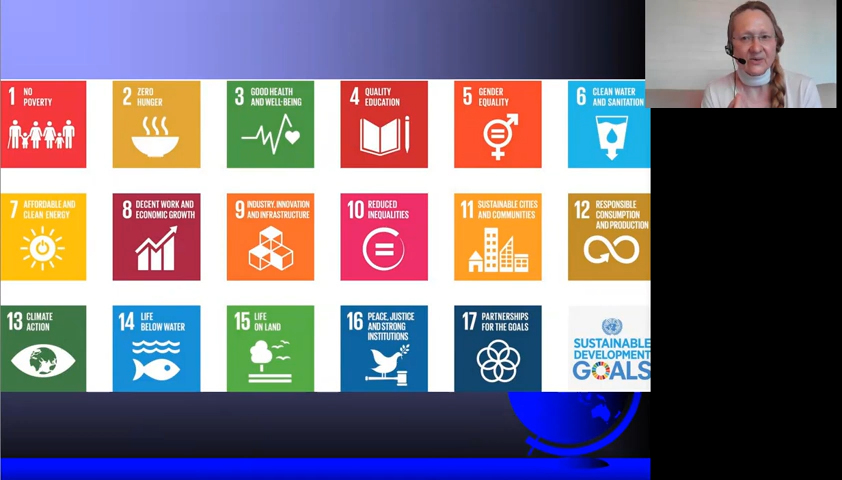 1 NO
POVERTY
2 ZERO
HUNGER
3 GOOD HEALTH
AND WELL-BEING
4 QUALITY
EDUCATION
5 GENDER
EQUALITY
6 CLEAN WATER
AND SANITATION
7 AFFORDABLE AND
CLEAN ENERGY
8 DECENT WORK AND
ECONOMIC GROWTH
9 INDUSTRY, INNOVATION
AND INFRASTRUCTURE
10 REDUCED
INEQUALITIES
11 SUSTAINABLE CITIES
AND COMMUNITIES
12 RESPONSIBLE
CONSUMPTION
AND PRODUCTION
13 CLIMATE
ACTION
14 LIFE
BELOW WATER
15 LIFE
ON LAND
16 PEACE, JUSTICE
AND STRONG
INSTITUTIONS
17 PARTNERSHIPS
FOR THE GOALS
SUSTAINABLE
DEVELOPMENT
GOALS